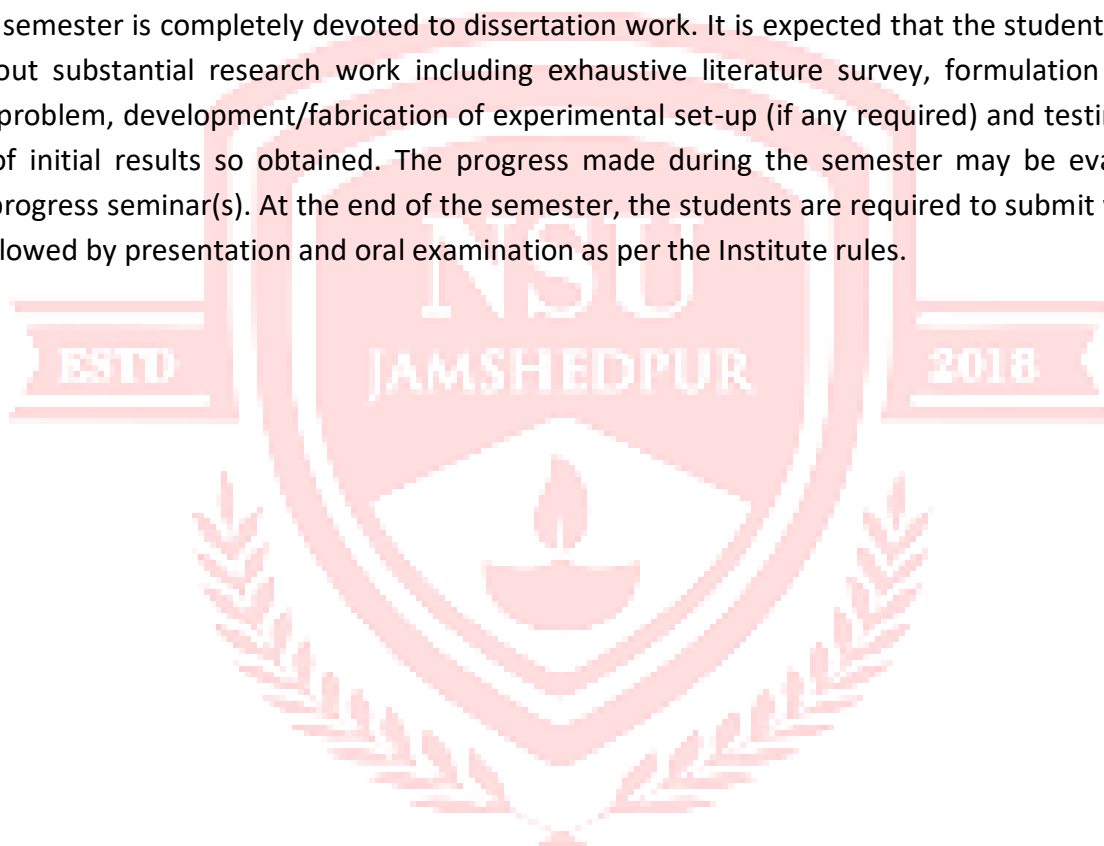 semester is completely devoted to dissertation work. It is expected that the student
out substantial research work including exhaustive literature survey, formulation
problem, development/fabrication of experimental set-up (if any required) and testin
of initial results so obtained. The progress made during the semester may be eva
progress seminar(s). At the end of the semester, the students are required to submit
lowed by presentation and oral examination as per the Institute rules.
NSU
ESTD JAMSHEDPUR 2018